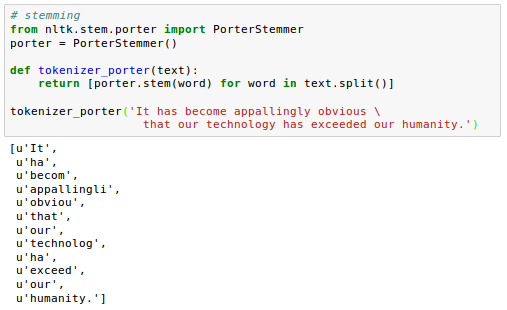 # stemming
from nltk.stem.porter import PorterStemmer
porter = PorterStemmer()
def tokenizer_porter(text):
    return [porter.stem(word) for word in text.split()]
tokenizer_porter('It has become appallingly obvious \
                   that our technology has exceeded our humanity.')
[u'It',
 u'ha',
 u'becom',
 u'appallingli',
 u'obviou',
 u'that',
 u'our',
 u'technolog',
 u'ha',
 u'exceed',
 u'our',
 u'humanity.']